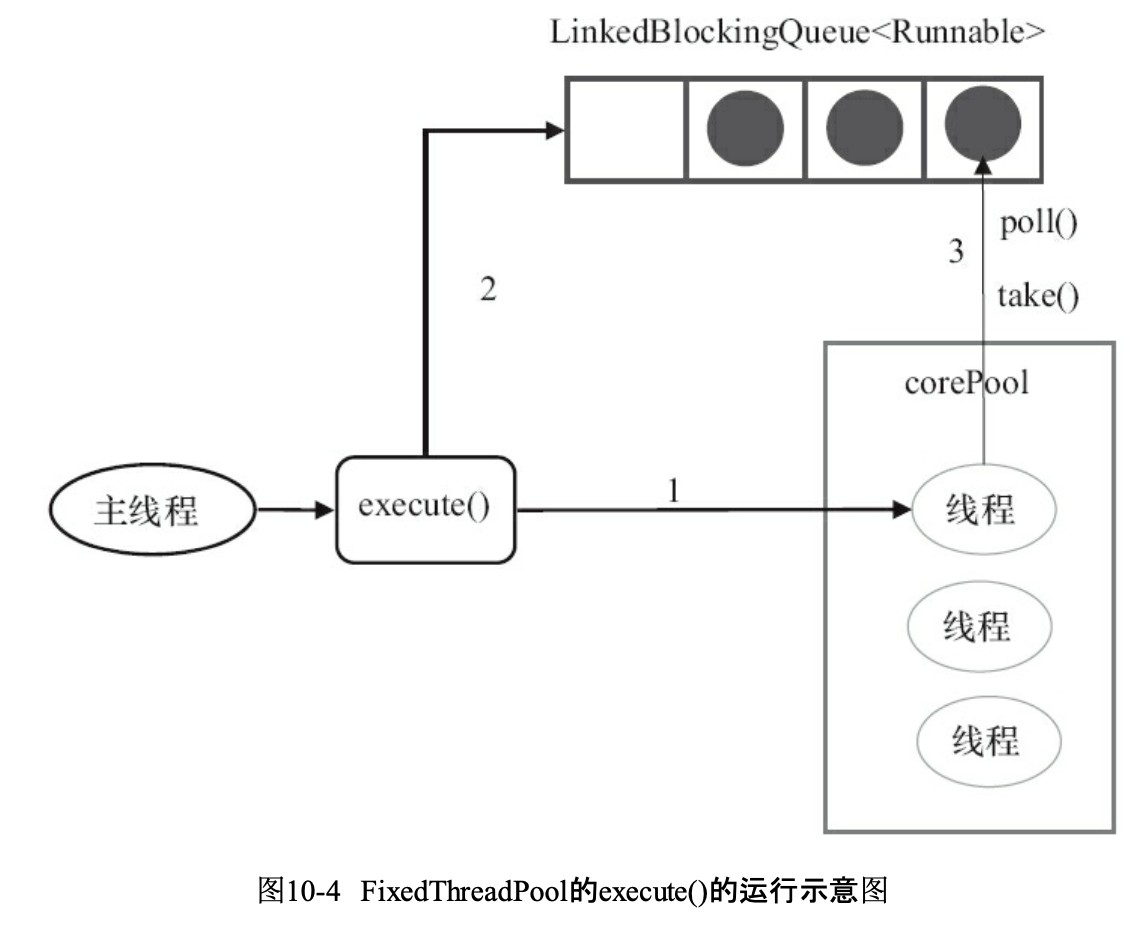 LinkedBlockingQueue<Runnable>
poll()
3
take()
2
corePool
主线程
execute()
1
线程
线程
线程
图10-4 FixedThreadPool的execute()的运行示意图